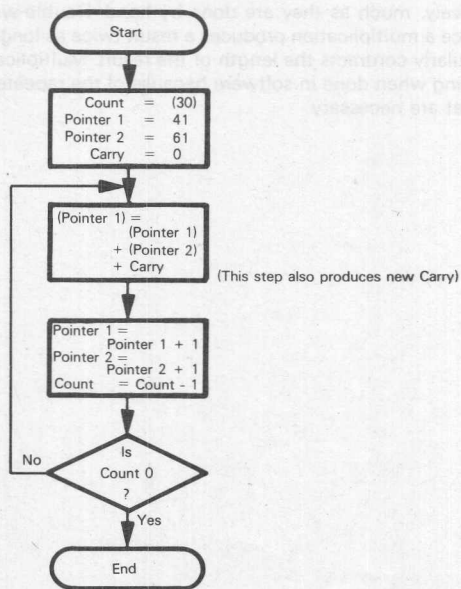 Start
Count = (30)
Pointer 1 = 41
Pointer 2 = 61
Carry = 0
(Pointer 1) =
(Pointer 1)
+ (Pointer 2)
+ Carry
(This step also produces new Carry)
Pointer 1 =
Pointer 1 + 1
Pointer 2 =
Pointer 2 + 1
Count = Count - 1
Is
Count 0
?
No
Yes
End